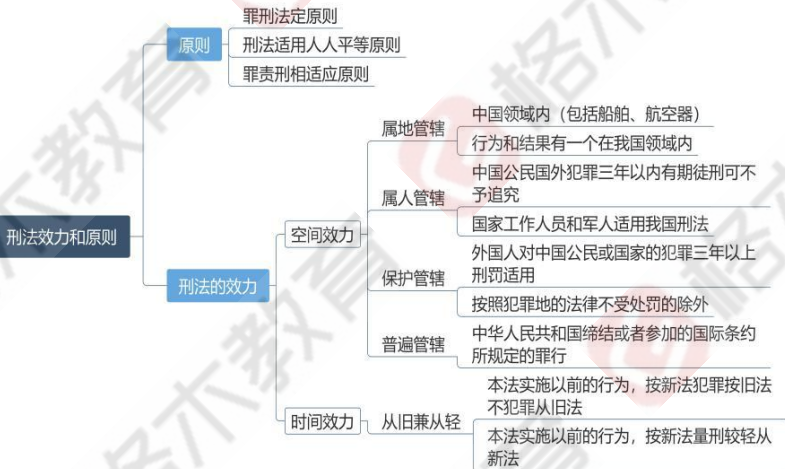 罪刑法定原则
原则
刑法适用人人平等原则
罪责刑相适应原则
中国领域内（包括船舶、航空器）
属地管辖
行为和结果有一个在我国领域内
中国公民国外犯罪三年以内有期徒刑可不
予追究
属人管辖
国家工作人员和军人适用我国刑法
刑法效力和原则
空间效力
外国人对中国公民或国家的犯罪三年以上
刑罚适用
刑法的效力
保护管辖
按照犯罪地的法律不受处罚的除外
普遍管辖
中华人民共和国缔结或者参加的国际条约
所规定的罪行
本法实施以前的行为，按新法犯罪按旧法
不犯罪从旧法
时间效力
从旧兼从轻
本法实施以前的行为，按新法量刑较轻从
新法
格木教育